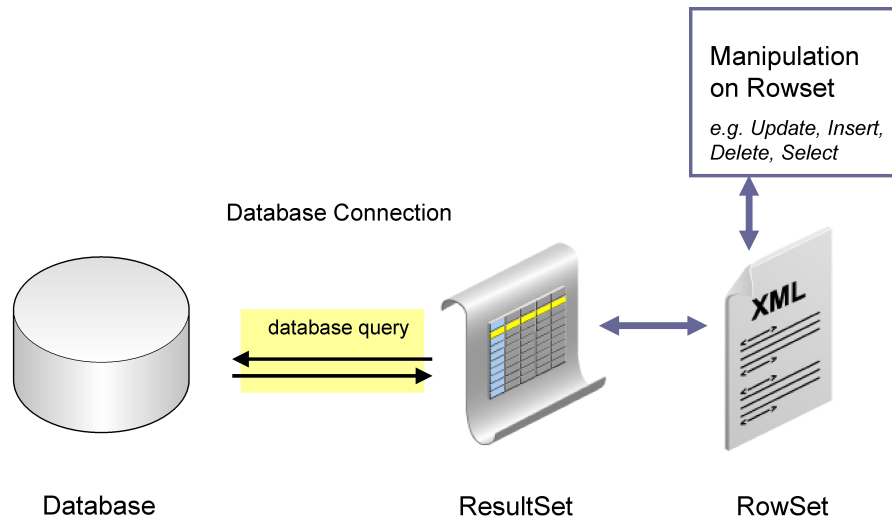 Manipulation
on Rowset
e.g. Update, Insert,
Delete, Select
Database Connection
database query
XML
Database
ResultSet
RowSet